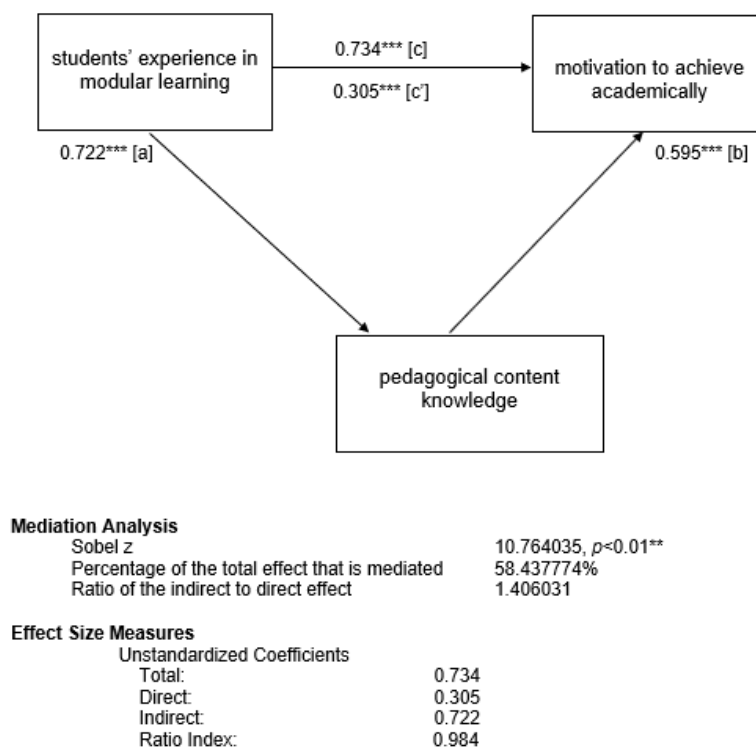 students’ experience in
modular learning
0.734*** [c]
0.305*** [c’]
motivation to achieve
academically
0.722*** [a]
0.595*** [b]
pedagogical content
knowledge
Mediation Analysis
Sobel z 10.764035, p<0.01**
Percentage of the total effect that is mediated 58.437774%
Ratio of the indirect to direct effect 1.406031
Effect Size Measures
Unstandardized Coefficients
Total: 0.734
Direct: 0.305
Indirect: 0.722
Ratio Index: 0.984